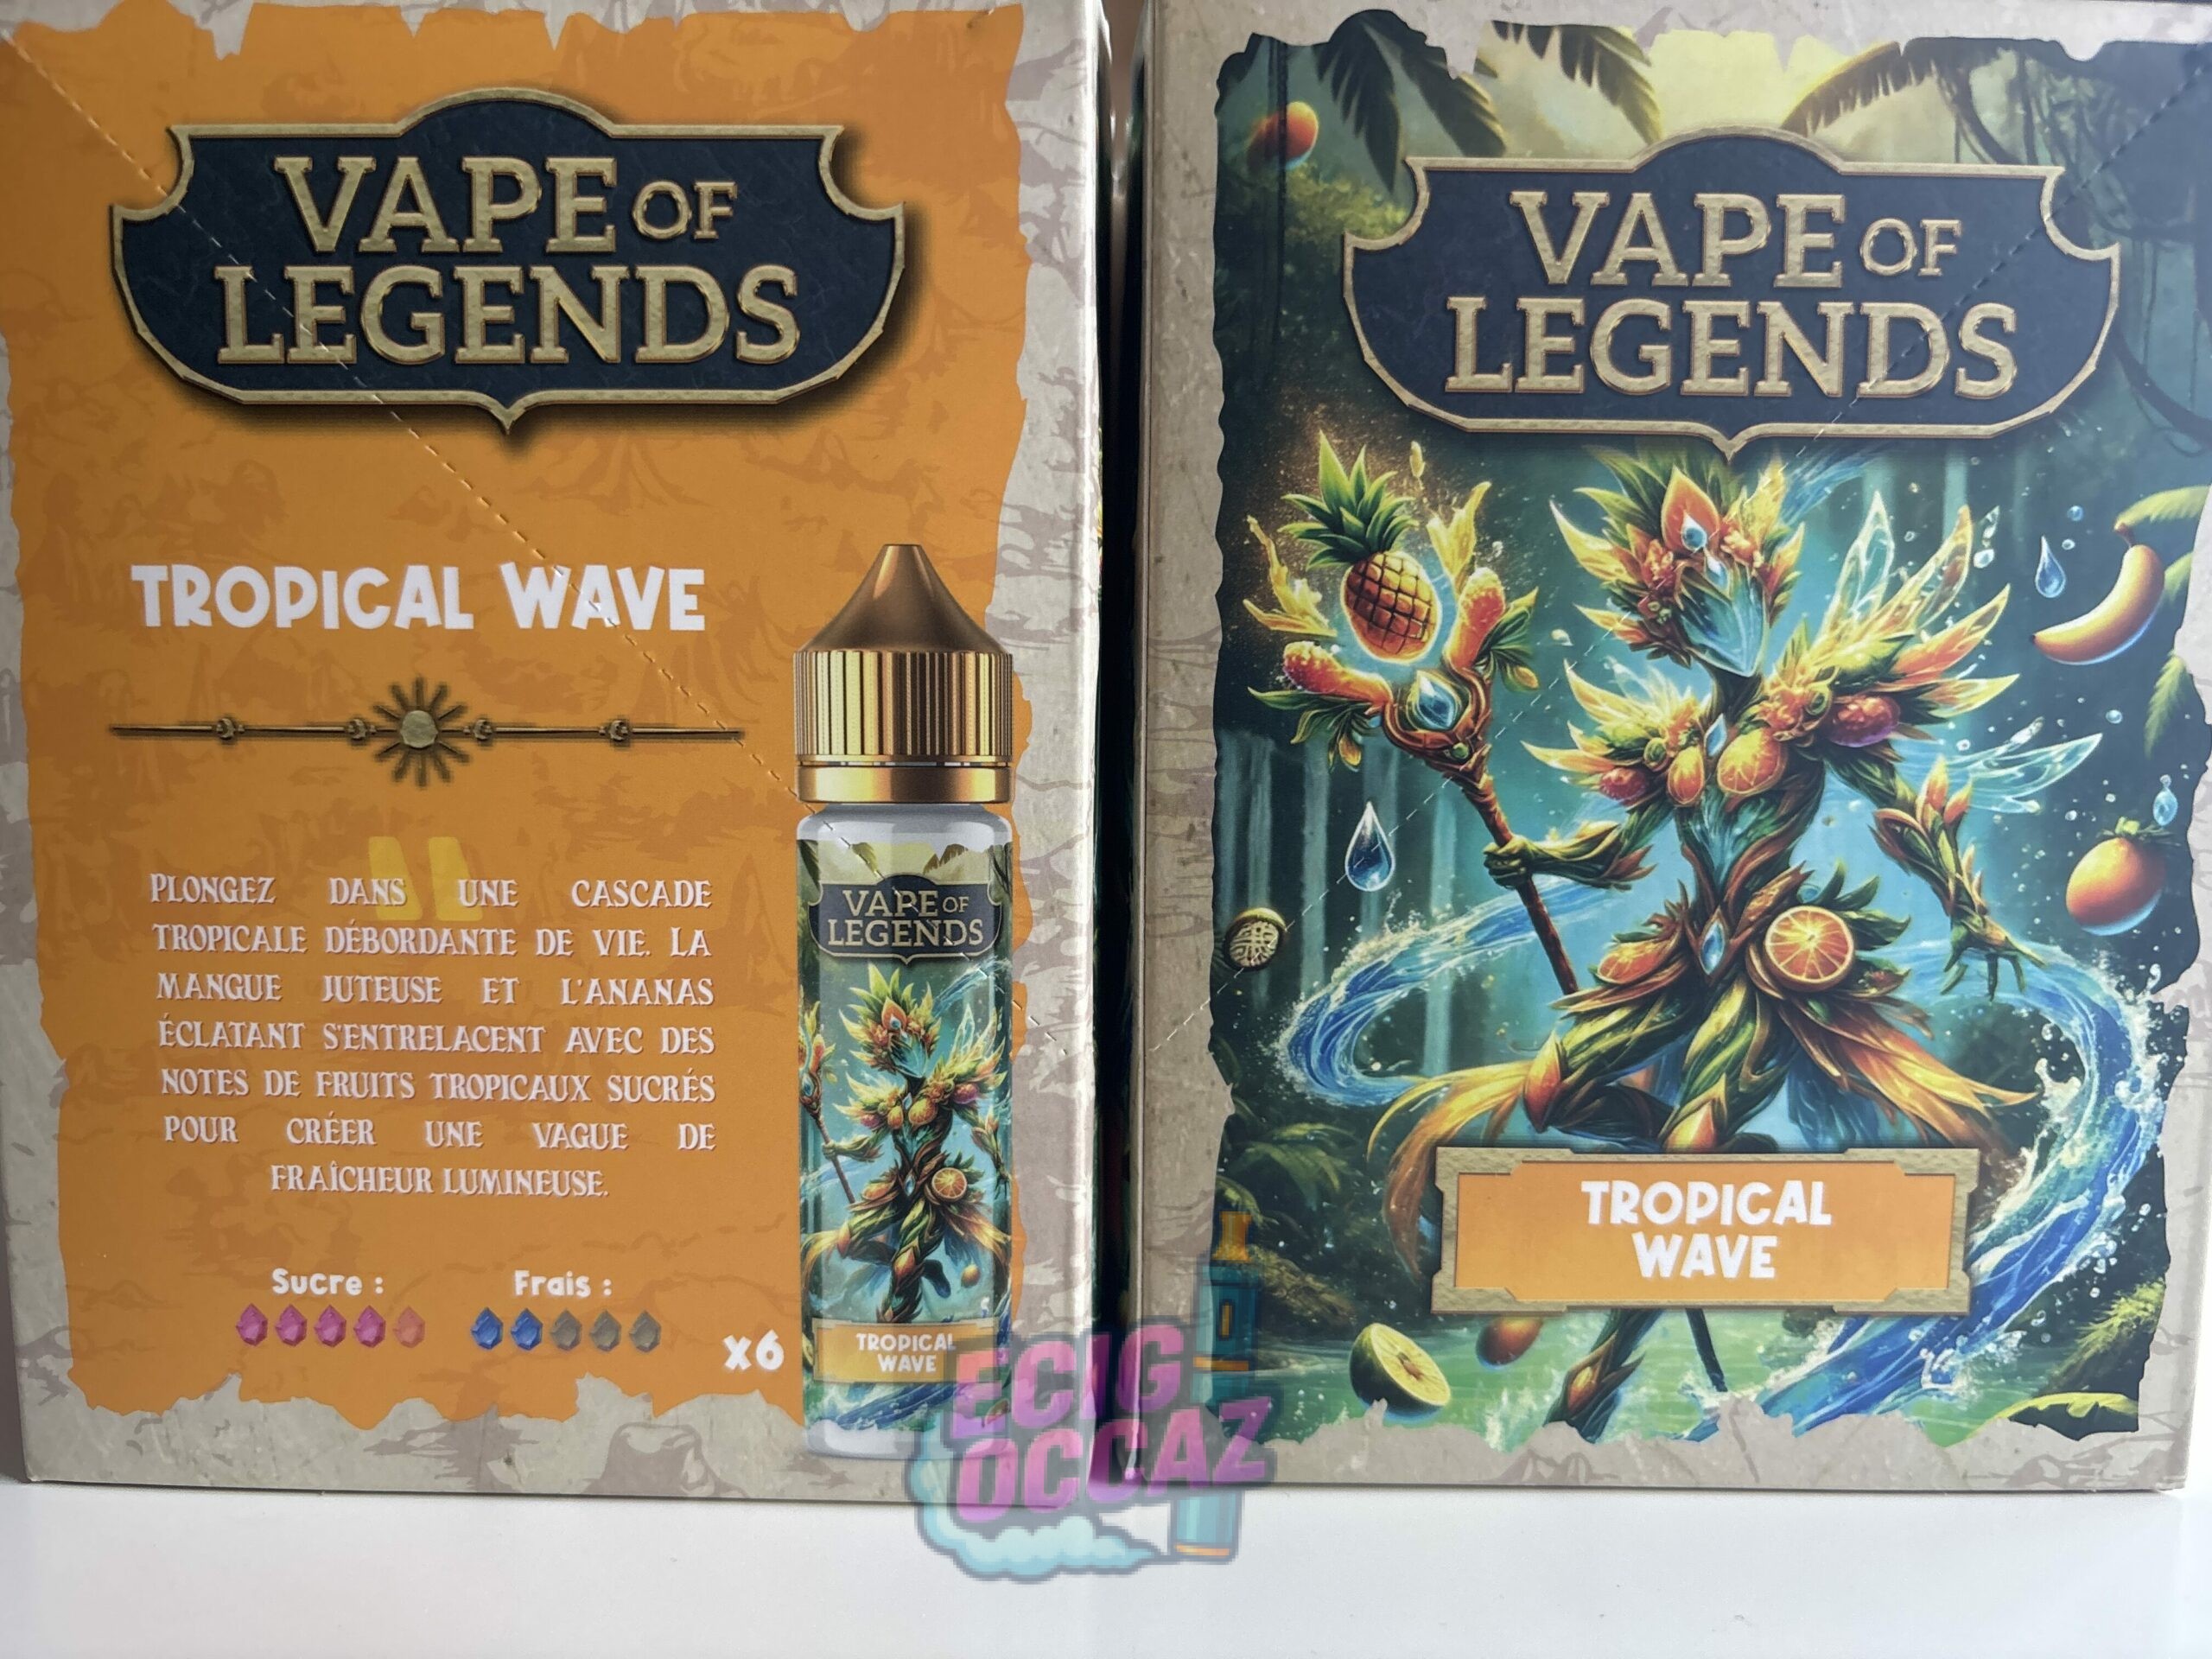 VAPE OF
LEGENDS
TROPICAL WAVE
PLONGEZ DANS UNE CASCADE
TROPICALE DÉBORDANTE DE VIE. LA
MANGUE JUTEUSE ET L'ANANAS
ÉCLATANT S'ENTRELACENT AVEC DES
NOTES DE FRUITS TROPICAUX SUCRÉS
POUR CRÉER UNE VAGUE DE
FRAÎCHEUR LUMINEUSE.
Sucre :
Frais :
x6
VAPE OF
LEGENDS
TROPICAL
WAVE
VAPE OF
LEGENDS
TROPICAL
WAVE
ECIG
OCCAZ